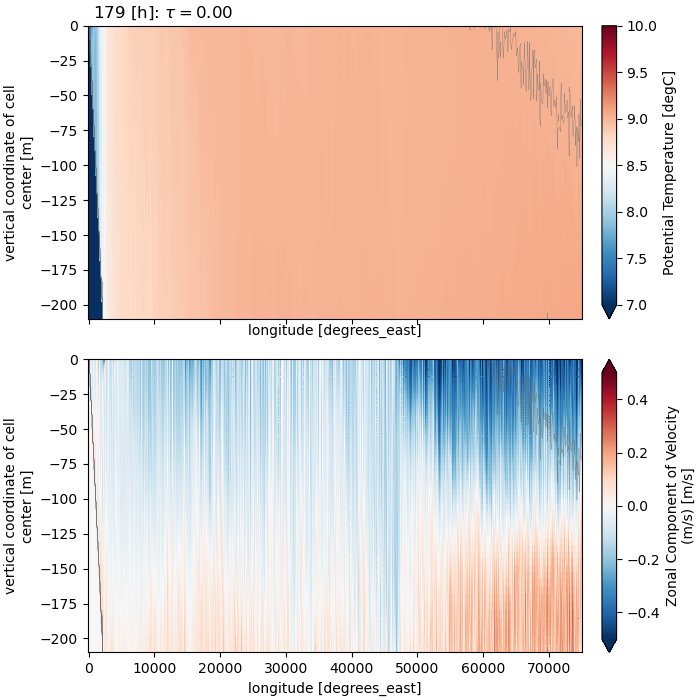 179 [h]: τ = 0.00
0
−25
−50
−75
−100
−125
−150
−175
−200
vertical coordinate of cell
center [m]
longitude [degrees_east]
10.0
9.5
9.0
8.5
8.0
7.5
7.0
Potential Temperature [degC]
0
−25
−50
−75
−100
−125
−150
−175
−200
vertical coordinate of cell
center [m]
0 10000 20000 30000 40000 50000 60000 70000
longitude [degrees_east]
0.4
0.2
0.0
−0.2
−0.4
Zonal Component of Velocity
(m/s) [m/s]